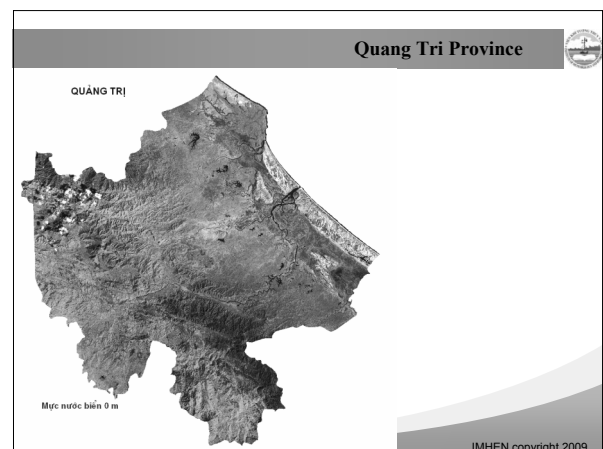 Quang Tri Province
QUẢNG TRỊ
Mực nước biển 0 m
IMHEN copyright 2009